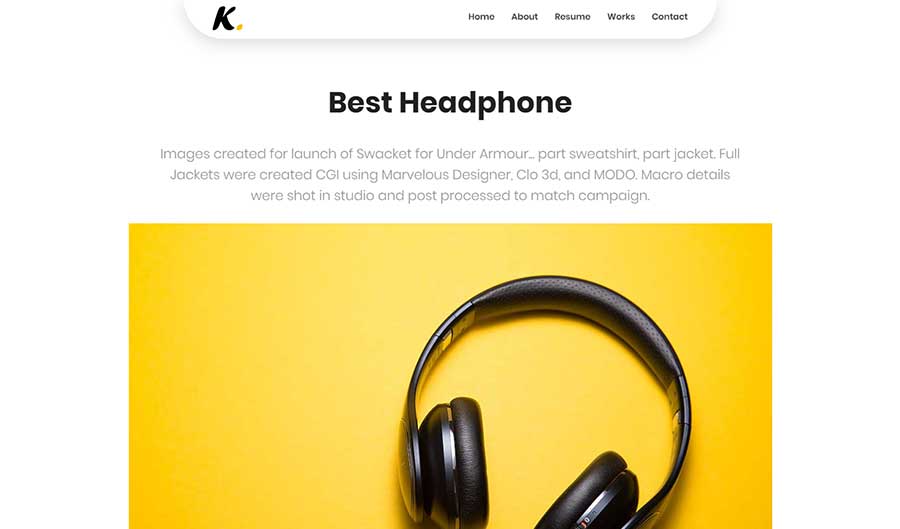 K.
Home About Resume Works Contact
Best Headphone
Images created for launch of Swacket for Under Armour... part sweatshirt, part jacket. Full
Jackets were created CGI using Marvelous Designer, Clo 3d, and MODO. Macro details
were shot in studio and post processed to match campaign.